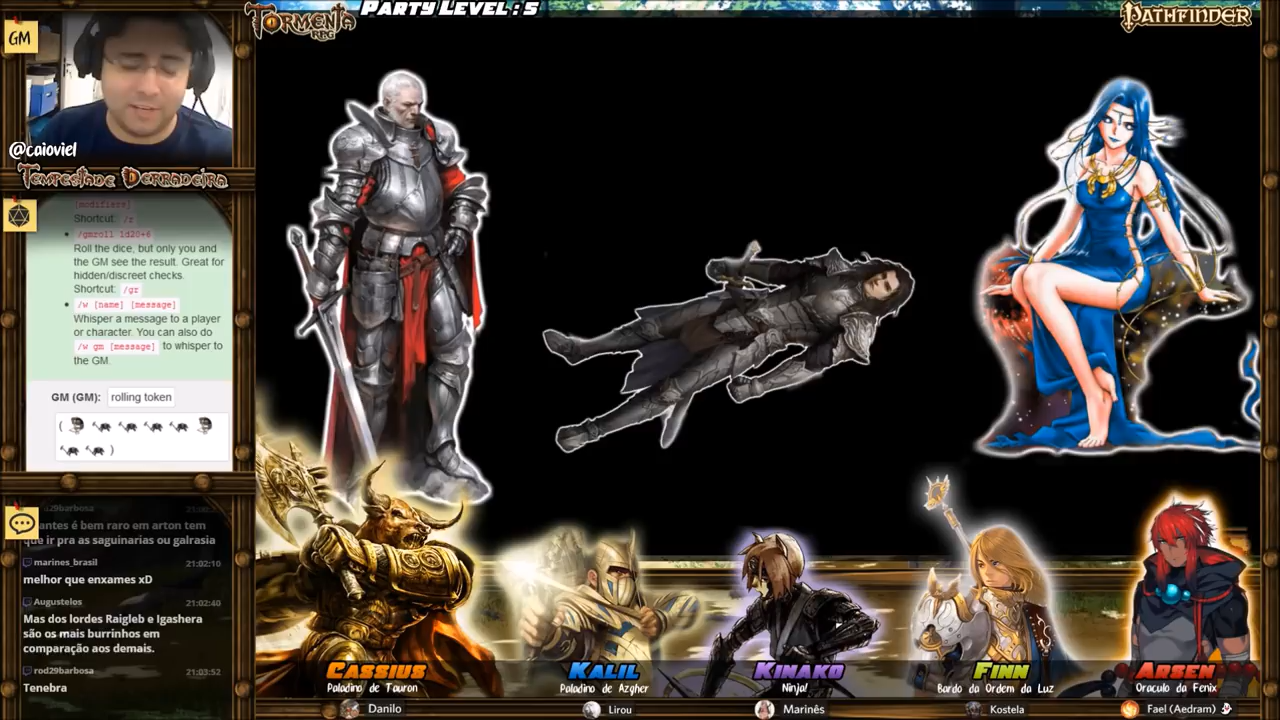 GM
@caioviel
Tempestade Derradeira
Tormenta
RPG
Party Level: 5
Pathfinder
[modifiers]
Shortcut: /r
/gmroll 1d20+6
Roll the dice, but only you and
the GM see the result. Great for
hidden/discreet checks.
Shortcut: /gr
/w [name] [message]
Whisper a message to a player
or character. You can also do
/w gm [message] to whisper to
the GM.
GM (GM): rolling token
( )
rod29barbosa
antes é bem raro em arton tem
que ir pra as saguinarias ou galrasia
marines_brasil 21:02:10
melhor que enxames xD
Augustelos 21:02:40
Mas dos lordes Raigleb e Igashera
são os mais burrinhos em
comparação aos demais.
rod29barbosa 21:03:52
Tenebra
Cassius
Paladino de Tauron
Danilo
Kalil
Paladino de Azgher
Lirou
Kinako
Ninja!
Marinês
Finn
Bardo da Ordem da Luz
Kostela
Arsen
Oraculo da Fenix
Fael (Aedram)